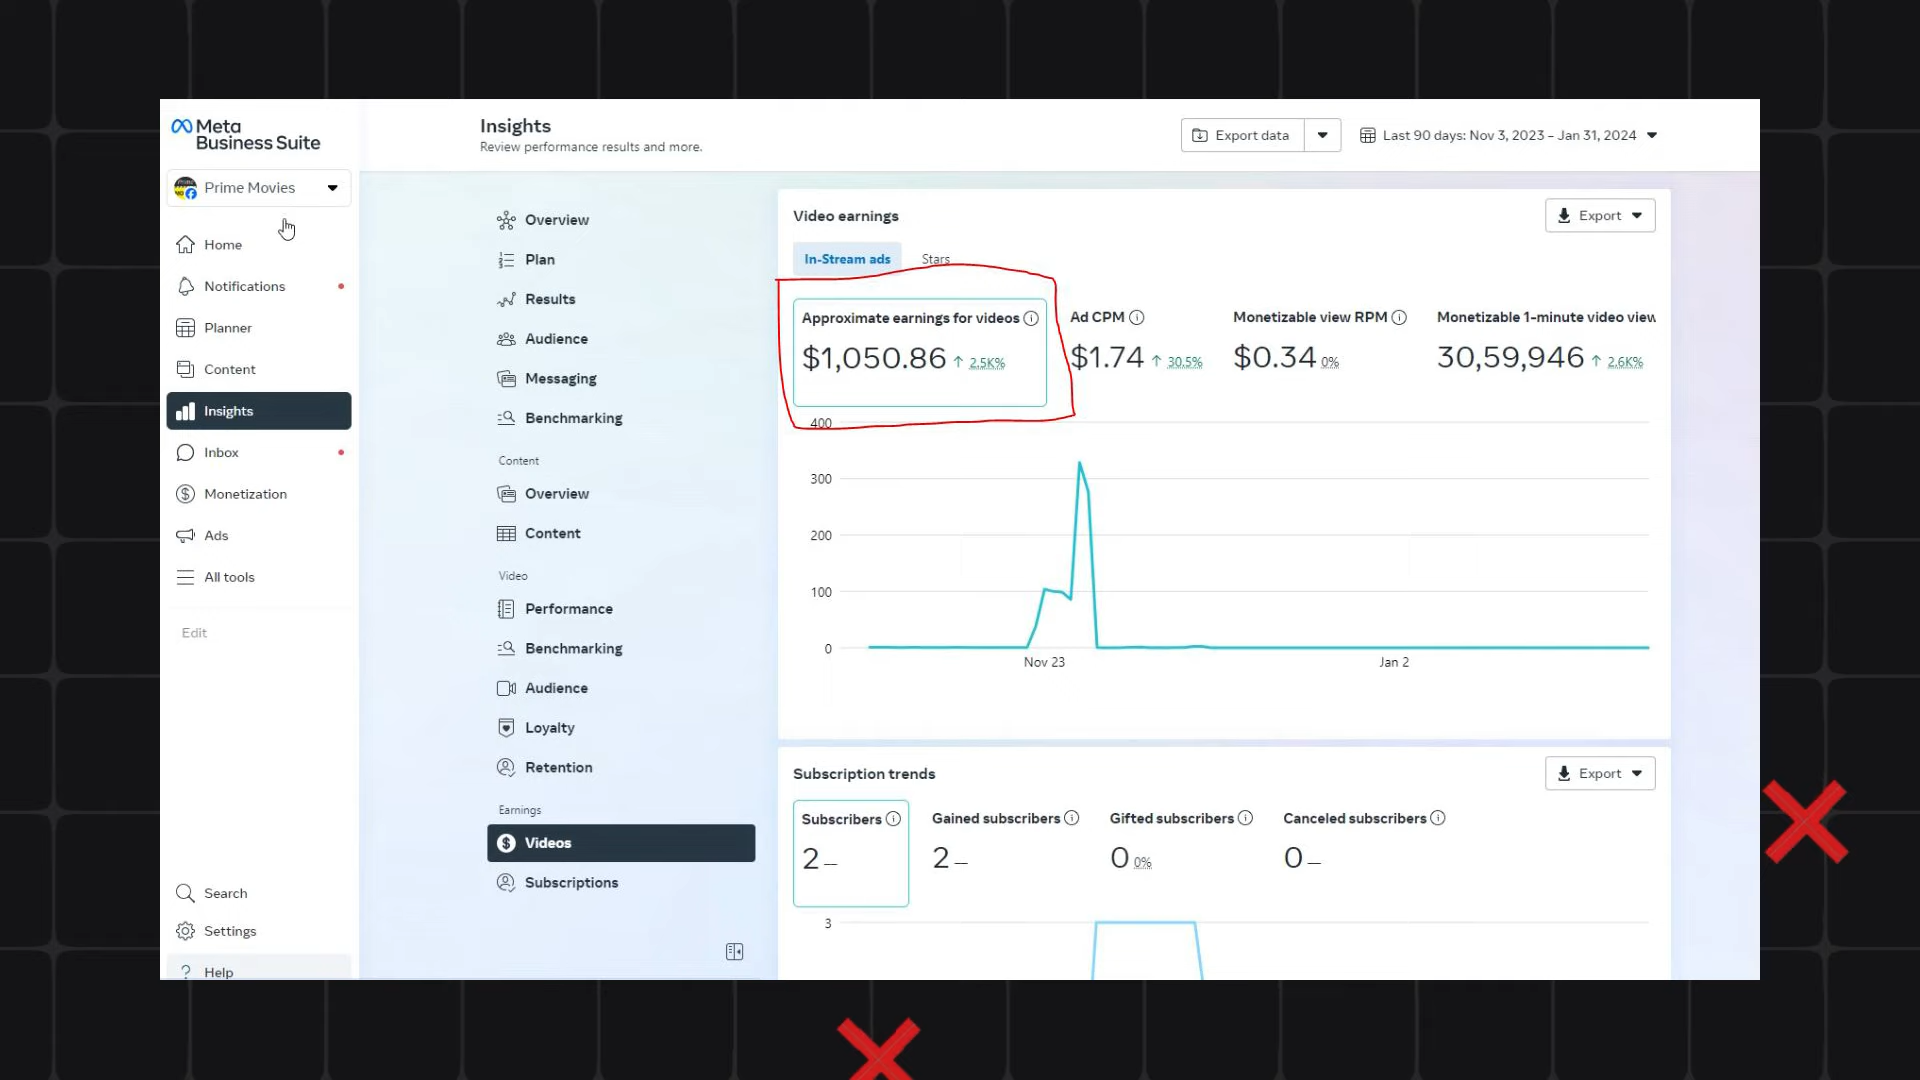 Meta
Business Suite
Prime Movies
Home
Notifications
Planner
Content
Insights
Inbox
Monetization
Ads
All tools
Edit
Search
Settings
? Help
Insights
Review performance results and more.
Export data
Last 90 days: Nov 3, 2023 – Jan 31, 2024
Overview
Plan
Results
Audience
Messaging
Benchmarking
Content
Overview
Content
Video
Performance
Benchmarking
Audience
Loyalty
Retention
Earnings
Videos
Subscriptions
Video earnings
Export
In-Stream ads
Stars
Approximate earnings for videos
$1,050.86 ↑ 2.5K%
Ad CPM
$1.74 ↑ 30.5%
Monetizable view RPM
$0.34 0%
Monetizable 1-minute video view
30,59,946 ↑ 2.6K%
400
300
200
100
0
Nov 23
Jan 2
Subscription trends
Export
Subscribers
2 —
Gained subscribers
2 —
Gifted subscribers
0 0%
Canceled subscribers
0 —
3